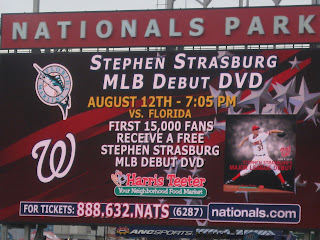 NATIONALS PARK
STEPHEN STRASBURG
MLB DEBUT DVD
AUGUST 12TH - 7:05 PM
VS. FLORIDA
FIRST 15,000 FANS
RECEIVE A FREE
STEPHEN STRASBURG
MLB DEBUT DVD
Harris Teeter
Your Neighborhood Food Market
STEPHEN STRASBURG
W
FOR TICKETS: 888.632.NATS (6287) nationals.com